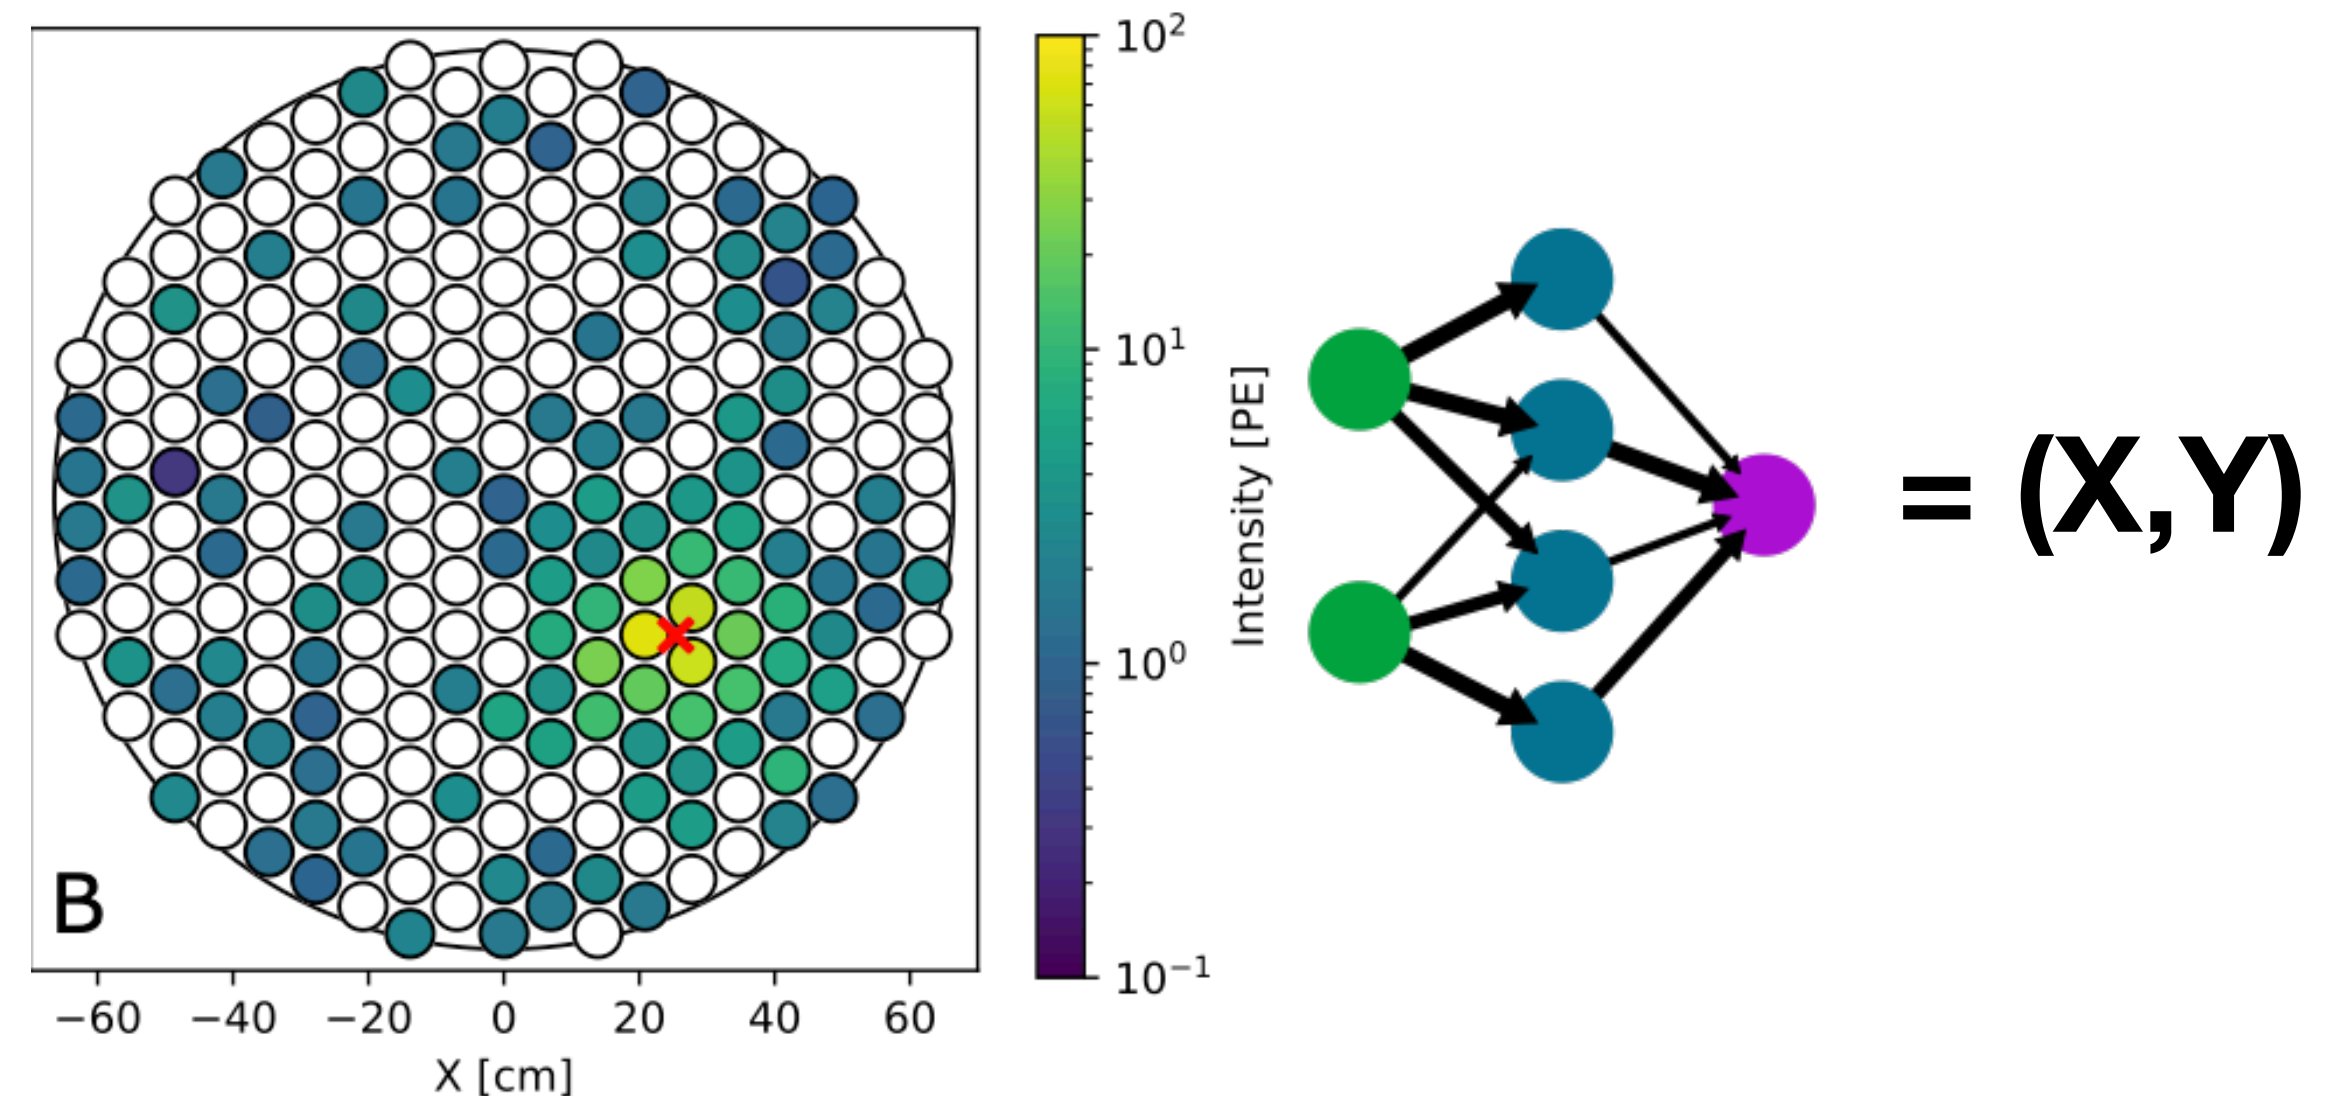 B
−60 −40 −20 0 20 40 60
X [cm]
10²
10¹
10⁰
10⁻¹
Intensity [PE]
= (X,Y)